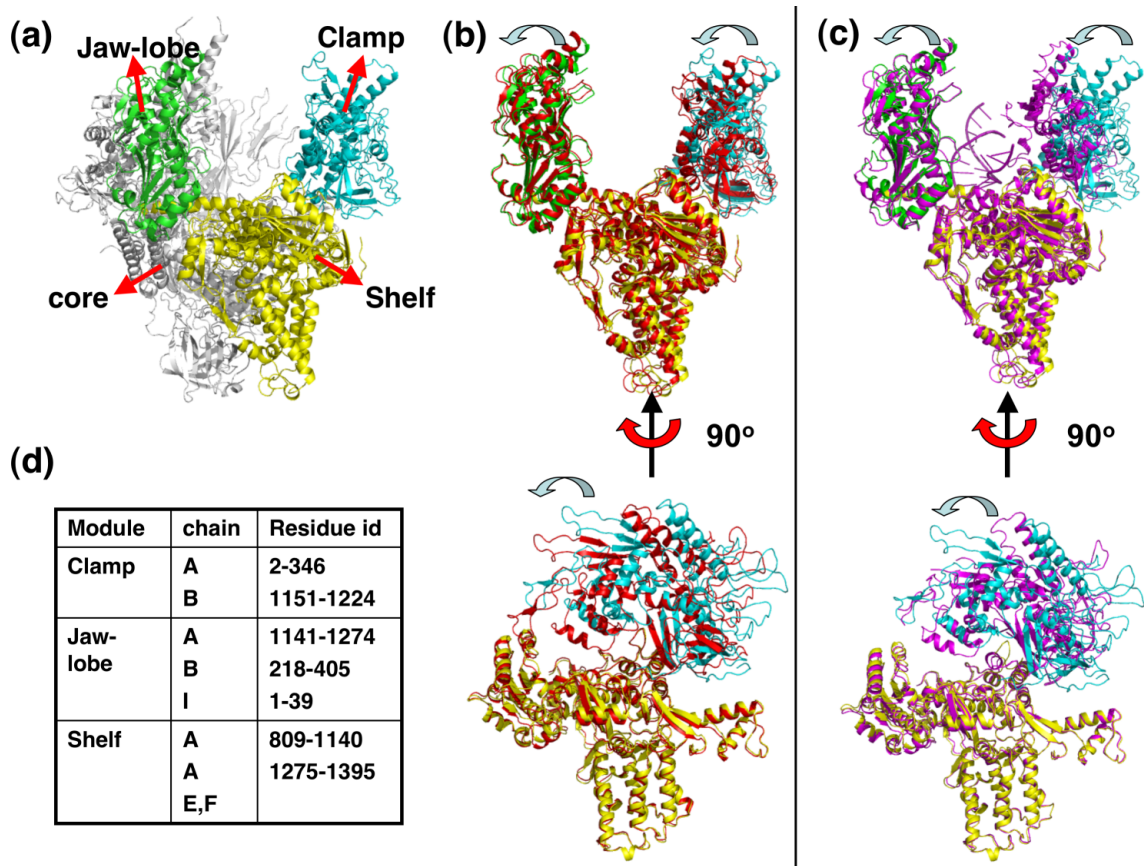 (a)
Jaw-lobe
Clamp
core
Shelf
(b)
90°
(c)
90°
(d)
Module chain Residue id
Clamp A 2-346
B 1151-1224
Jaw- A 1141-1274
lobe B 218-405
I 1-39
Shelf A 809-1140
A 1275-1395
E,F